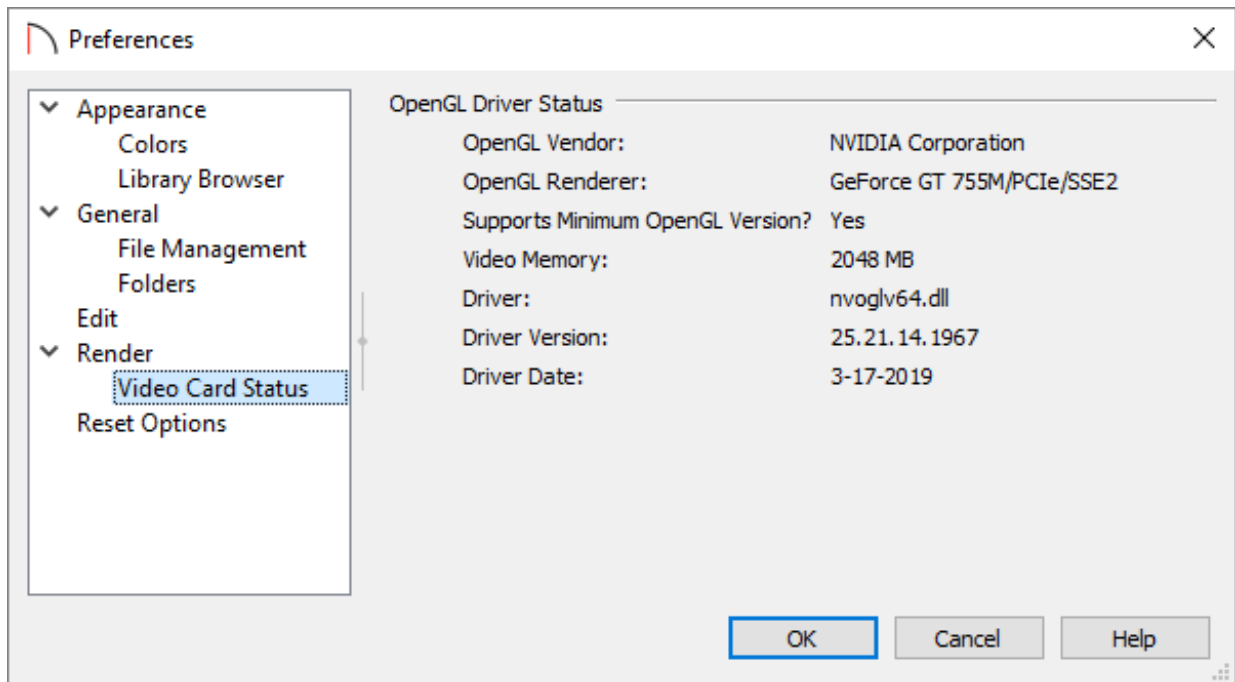 Preferences
Appearance
Colors
Library Browser
General
File Management
Folders
Edit
Render
Video Card Status
Reset Options
OpenGL Driver Status
OpenGL Vendor: NVIDIA Corporation
OpenGL Renderer: GeForce GT 755M/PCIe/SSE2
Supports Minimum OpenGL Version? Yes
Video Memory: 2048 MB
Driver: nvoglv64.dll
Driver Version: 25.21.14.1967
Driver Date: 3-17-2019
OK Cancel Help